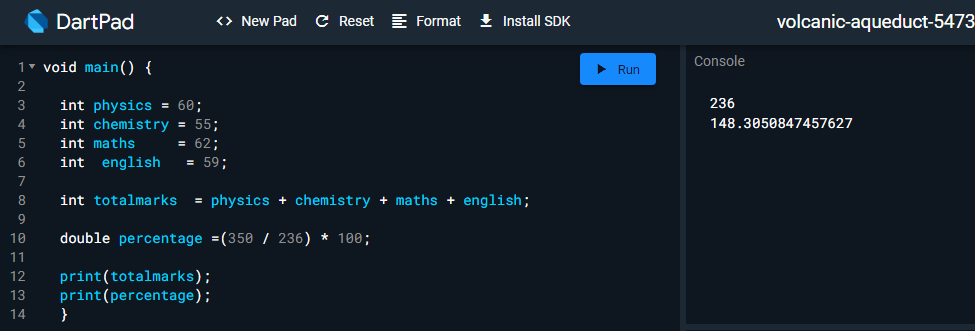 DartPad <> New Pad Reset Format Install SDK volcanic-aqueduct-5473
Run
Console
1 void main() {
2
3 int physics = 60;
4 int chemistry = 55;
5 int maths     = 62;
6 int  english   = 59;
7
8 int totalmarks  = physics + chemistry + maths + english;
9
10 double percentage =(350 / 236) * 100;
11
12 print(totalmarks);
13 print(percentage);
14 }
236
148.3050847457627